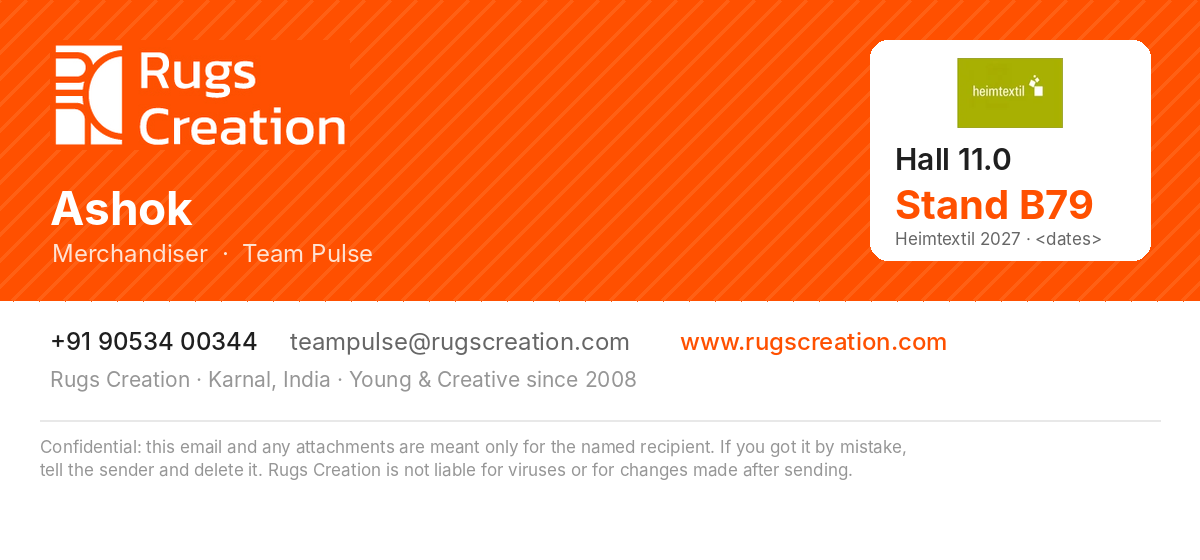 Rugs
Creation
Ashok
Merchandiser · Team Pulse
heimtextil
Hall 11.0
Stand B79
Heimtextil 2027 · <dates>
+91 90534 00344 teampulse@rugscreation.com www.rugscreation.com
Rugs Creation · Karnal, India · Young & Creative since 2008
Confidential: this email and any attachments are meant only for the named recipient. If you got it by mistake,
tell the sender and delete it. Rugs Creation is not liable for viruses or for changes made after sending.